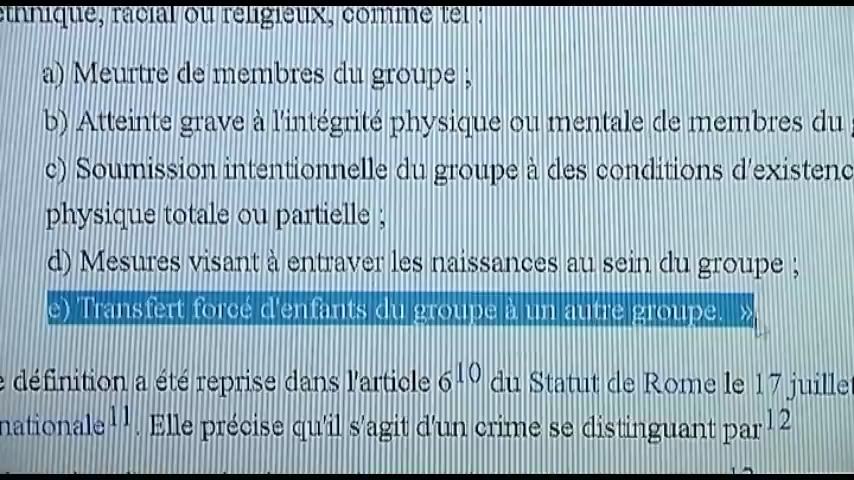 ethnique, racial ou religieux, comme tel :
a) Meurtre de membres du groupe ;
b) Atteinte grave à l'intégrité physique ou mentale de membres du
c) Soumission intentionnelle du groupe à des conditions d'existenc
physique totale ou partielle ;
d) Mesures visant à entraver les naissances au sein du groupe ;
e) Transfert forcé d'enfants du groupe à un autre groupe. »
e définition a été reprise dans l'article 6¹⁰ du Statut de Rome le 17 juillet
nationale¹¹. Elle précise qu'il s'agit d'un crime se distinguant par¹²